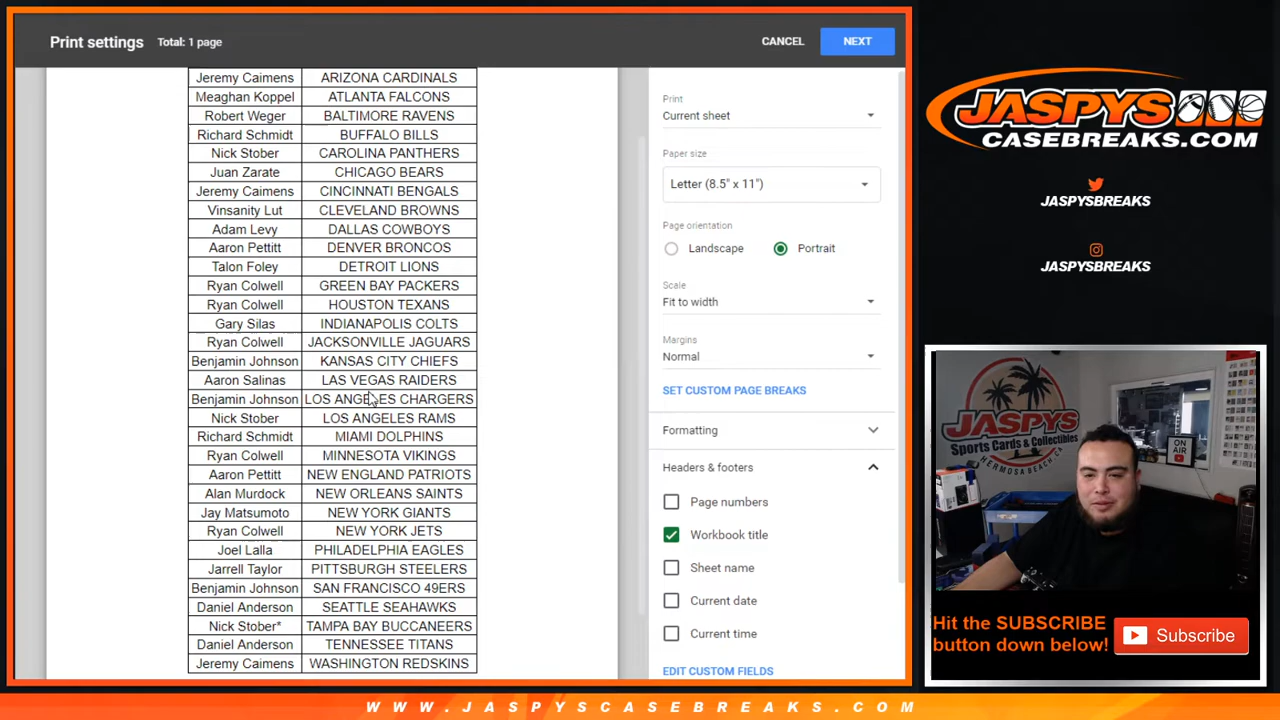 Print settings Total: 1 page CANCEL NEXT
Jeremy Caimens ARIZONA CARDINALS
Meaghan Koppel ATLANTA FALCONS
Robert Weger BALTIMORE RAVENS
Richard Schmidt BUFFALO BILLS
Nick Stober CAROLINA PANTHERS
Juan Zarate CHICAGO BEARS
Jeremy Caimens CINCINNATI BENGALS
Vinsanity Lut CLEVELAND BROWNS
Adam Levy DALLAS COWBOYS
Aaron Pettitt DENVER BRONCOS
Talon Foley DETROIT LIONS
Ryan Colwell GREEN BAY PACKERS
Ryan Colwell HOUSTON TEXANS
Gary Silas INDIANAPOLIS COLTS
Ryan Colwell JACKSONVILLE JAGUARS
Benjamin Johnson KANSAS CITY CHIEFS
Aaron Salinas LAS VEGAS RAIDERS
Benjamin Johnson LOS ANGELES CHARGERS
Nick Stober LOS ANGELES RAMS
Richard Schmidt MIAMI DOLPHINS
Ryan Colwell MINNESOTA VIKINGS
Aaron Pettitt NEW ENGLAND PATRIOTS
Alan Murdock NEW ORLEANS SAINTS
Jay Matsumoto NEW YORK GIANTS
Ryan Colwell NEW YORK JETS
Joel Lalla PHILADELPHIA EAGLES
Jarrell Taylor PITTSBURGH STEELERS
Benjamin Johnson SAN FRANCISCO 49ERS
Daniel Anderson SEATTLE SEAHAWKS
Nick Stober* TAMPA BAY BUCCANEERS
Daniel Anderson TENNESSEE TITANS
Jeremy Caimens WASHINGTON REDSKINS
Print
Current sheet
Paper size
Letter (8.5" x 11")
Page orientation
Landscape Portrait
Scale
Fit to width
Margins
Normal
SET CUSTOM PAGE BREAKS
Formatting
Headers & footers
Page numbers
Workbook title
Sheet name
Current date
Current time
EDIT CUSTOM FIELDS
JASPYS
CASEBREAKS.COM
JASPYSBREAKS
JASPYSBREAKS
JASPYS
Sports Cards & Collectibles
HERMOSA BEACH
ON AIR
Hit the SUBSCRIBE
button down below!
Subscribe
WWW.JASPYSCASEBREAKS.COM